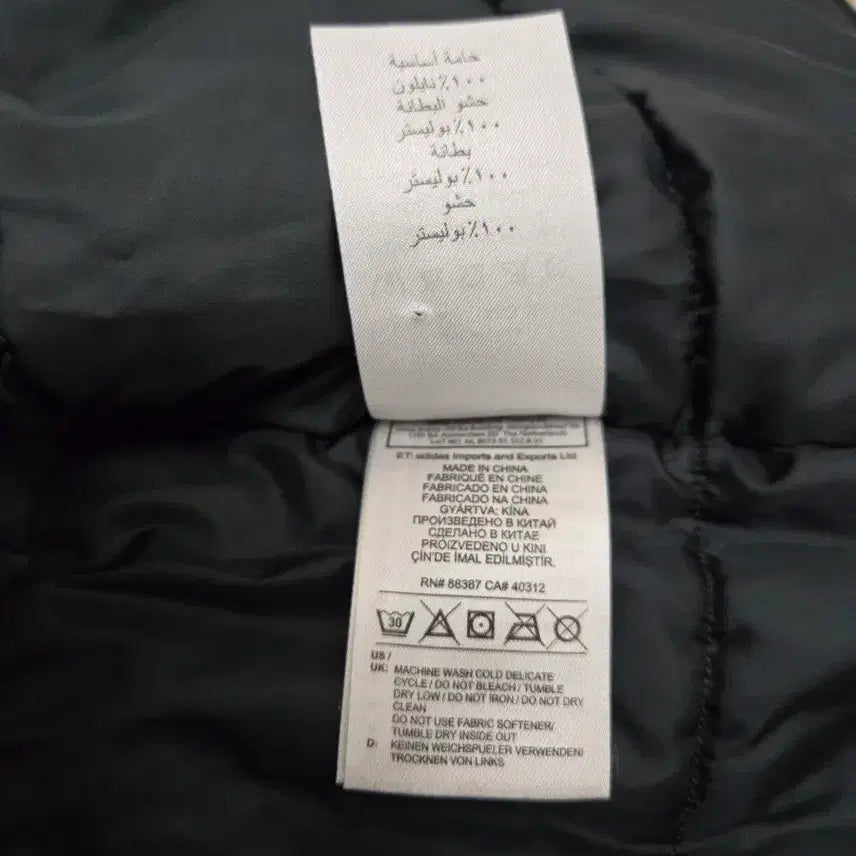 خامة أساسية
١٠٠٪ نايلون
حشو البطانة
١٠٠٪ بوليستر
بطانة
١٠٠٪ بوليستر
حشو
١٠٠٪ بوليستر
The Netherlands
ET: adidas Imports and Exports Ltd
MADE IN CHINA
FABRIQUÉ EN CHINE
FABRICADO EN CHINA
FABRICADO NA CHINA
GYÁRTVA: KÍNA
ПРОИЗВЕДЕНО В КИТАЙ
СДЕЛАНО В КИТАЕ
PROIZVEDENO U KINI
ÇİN'DE İMAL EDİLMİŞTİR.
RN# 88387 CA# 40312
30
US /
UK: MACHINE WASH COLD DELICATE
CYCLE / DO NOT BLEACH / TUMBLE
DRY LOW / DO NOT IRON / DO NOT DRY
CLEAN
DO NOT USE FABRIC SOFTENER/
TUMBLE DRY INSIDE OUT
D: KEINEN WEICHSPUELER VERWENDEN/
TROCKNEN VON LINKS